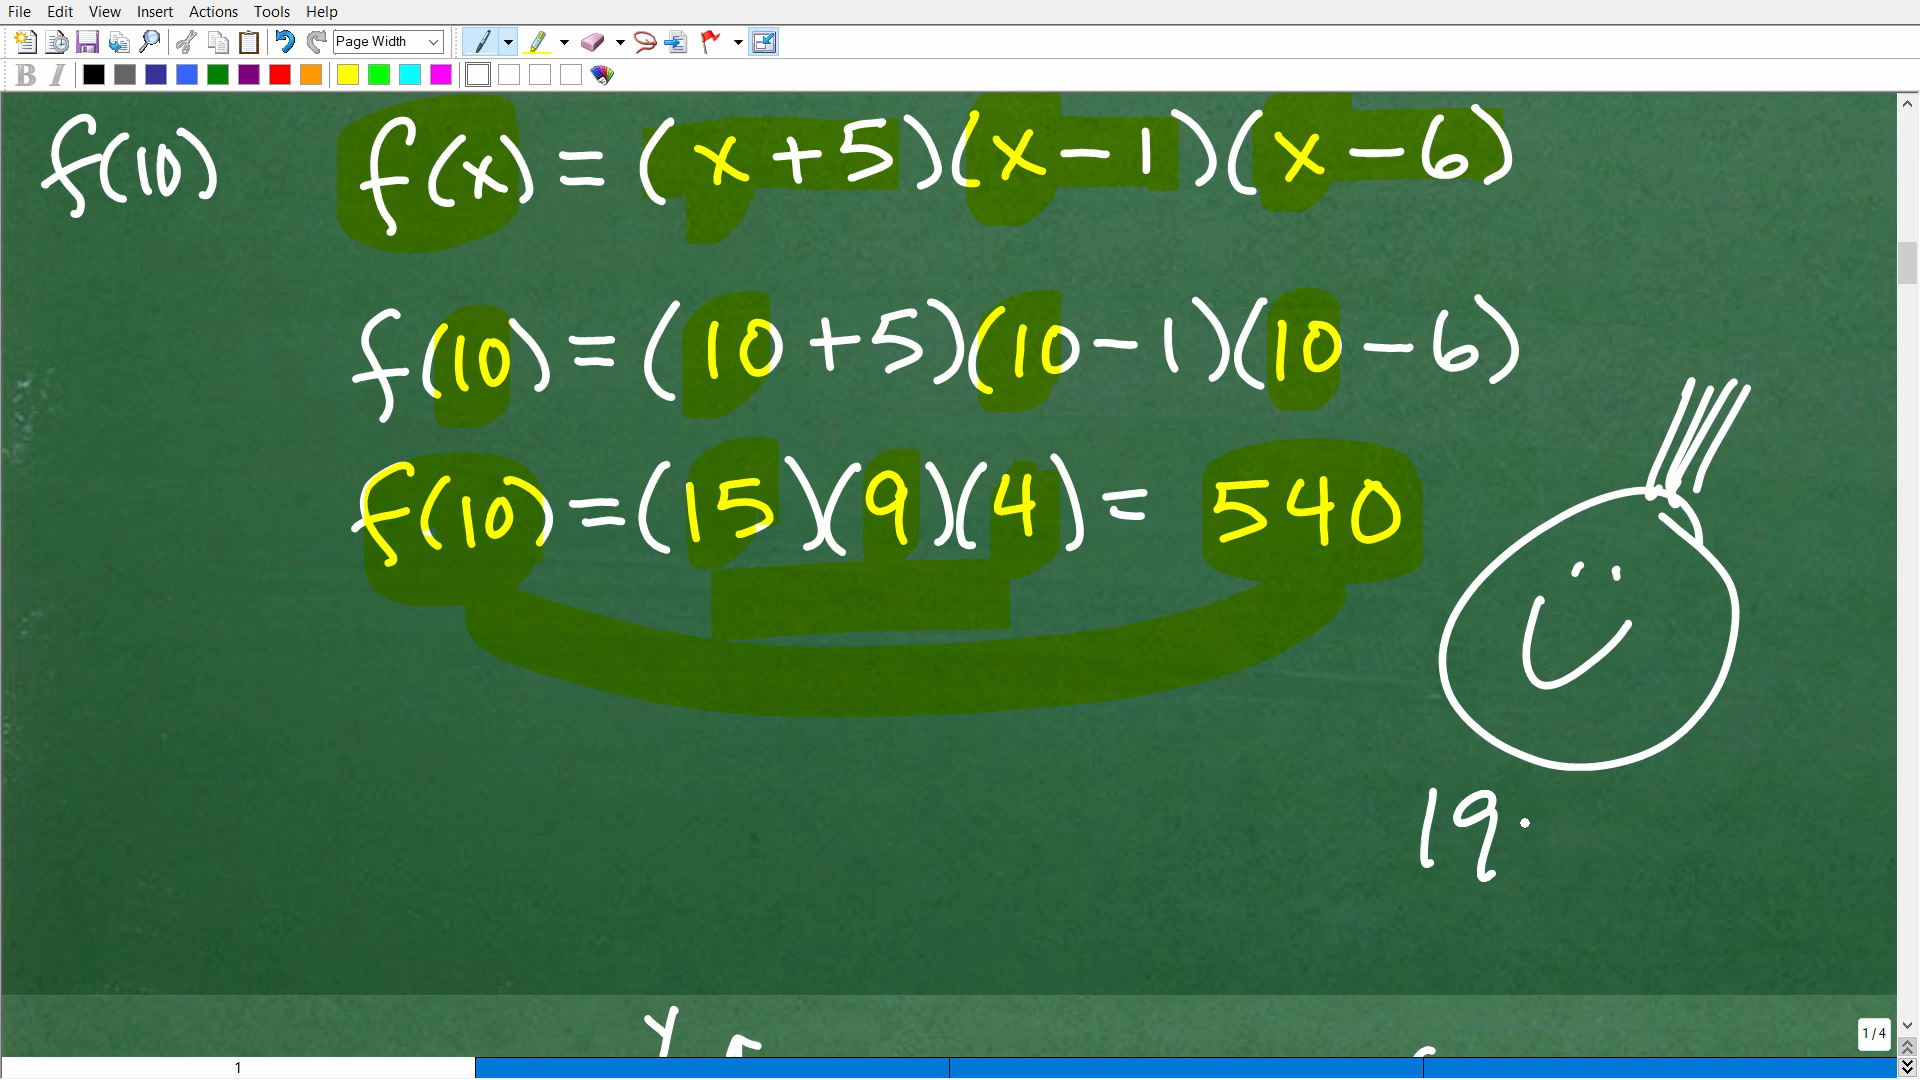 File Edit View Insert Actions Tools Help
Page Width
B I
f(10) f(x) = (x + 5)(x - 1)(x - 6)
f(10) = (10 + 5)(10 - 1)(10 - 6)
f(10) = (15)(9)(4) = 540
19
1/4
1